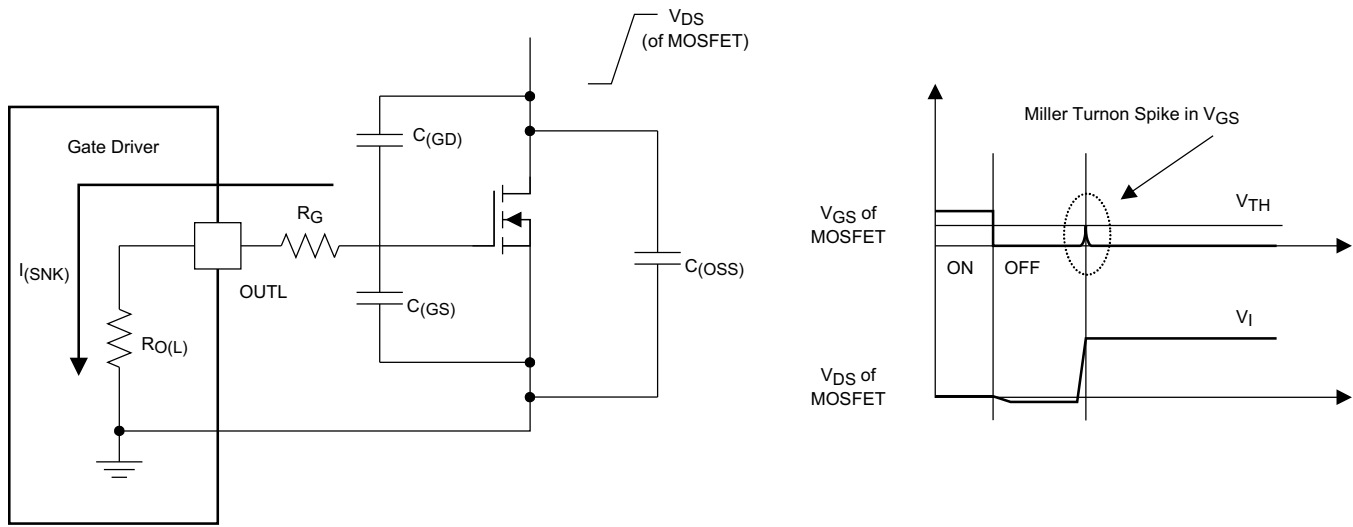 VDS
(of MOSFET)
Gate Driver
C(GD)
RG
I(SNK)
OUTL
C(GS)
C(OSS)
RO(L)
Miller Turnon Spike in VGS
VGS of
MOSFET
VTH
ON
OFF
VI
VDS of
MOSFET